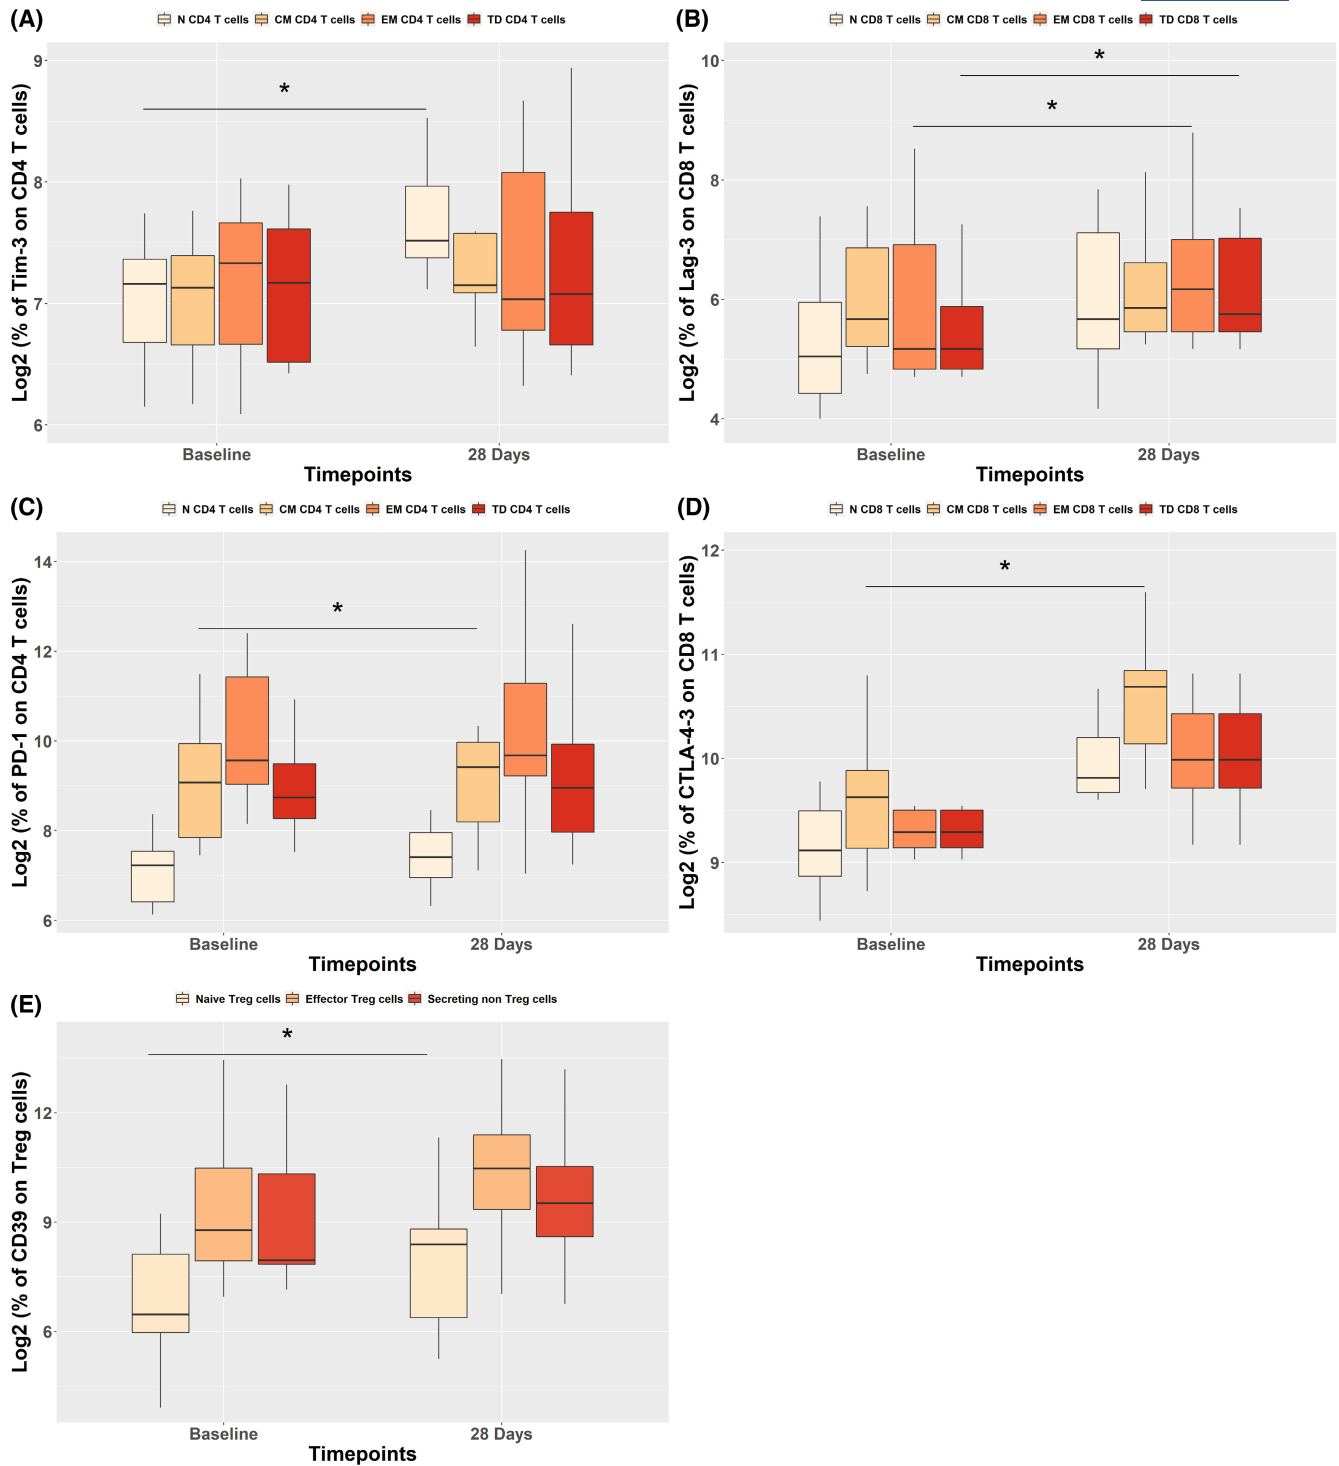 (A)
N CD4 T cells CM CD4 T cells EM CD4 T cells TD CD4 T cells
Log2 (% of Tim-3 on CD4 T cells)
9
8
7
6
*
Baseline 28 Days
Timepoints
(B)
N CD8 T cells CM CD8 T cells EM CD8 T cells TD CD8 T cells
Log2 (% of Lag-3 on CD8 T cells)
10
8
6
4
*
*
Baseline 28 Days
Timepoints
(C)
N CD4 T cells CM CD4 T cells EM CD4 T cells TD CD4 T cells
Log2 (% of PD-1 on CD4 T cells)
14
12
10
8
6
*
Baseline 28 Days
Timepoints
(D)
N CD8 T cells CM CD8 T cells EM CD8 T cells TD CD8 T cells
Log2 (% of CTLA-4-3 on CD8 T cells)
12
11
10
9
*
Baseline 28 Days
Timepoints
(E)
Naive Treg cells Effector Treg cells Secreting non Treg cells
Log2 (% of CD39 on Treg cells)
12
9
6
*
Baseline 28 Days
Timepoints